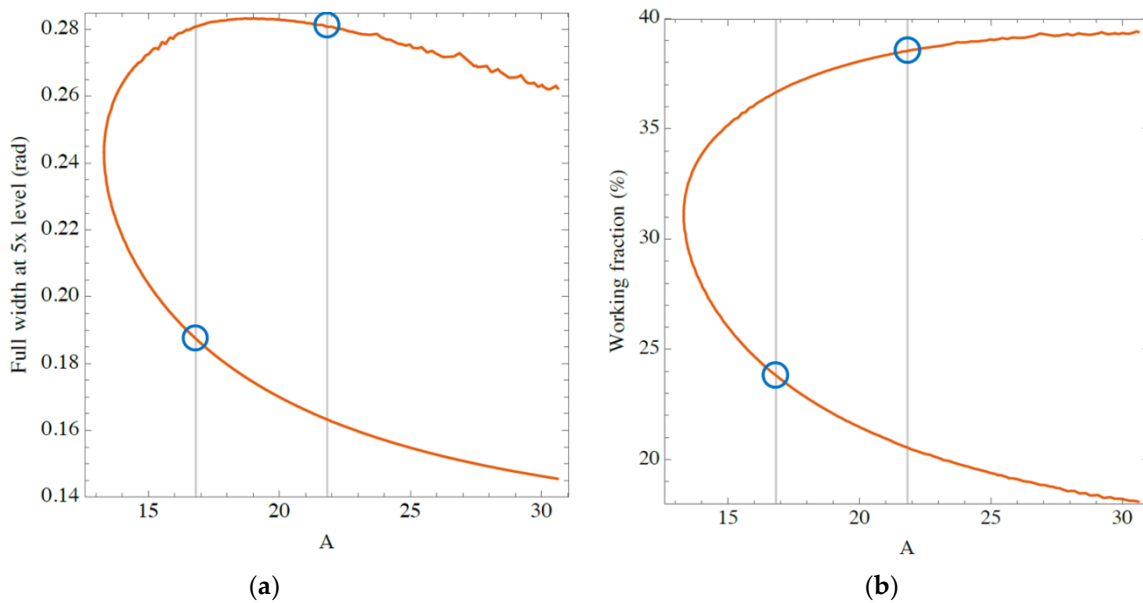 Full width at 5x level (rad)
0.28
0.26
0.24
0.22
0.20
0.18
0.16
0.14
15 20 25 30
A
(a)
Working fraction (%)
40
35
30
25
20
15 20 25 30
A
(b)